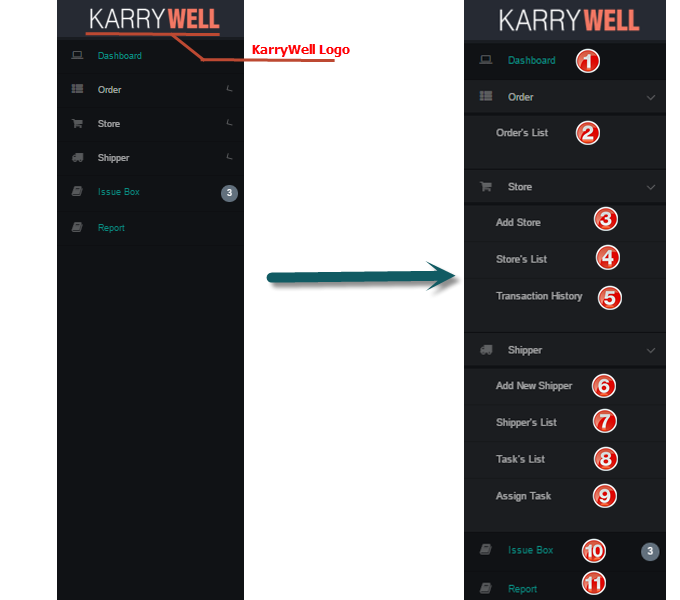 KARRYWELL
KarryWell Logo
Dashboard
Order
Store
Shipper
Issue Box 3
Report
KARRYWELL
Dashboard 1
Order
Order's List 2
Store
Add Store 3
Store's List 4
Transaction History 5
Shipper
Add New Shipper 6
Shipper's List 7
Task's List 8
Assign Task 9
Issue Box 10 3
Report 11